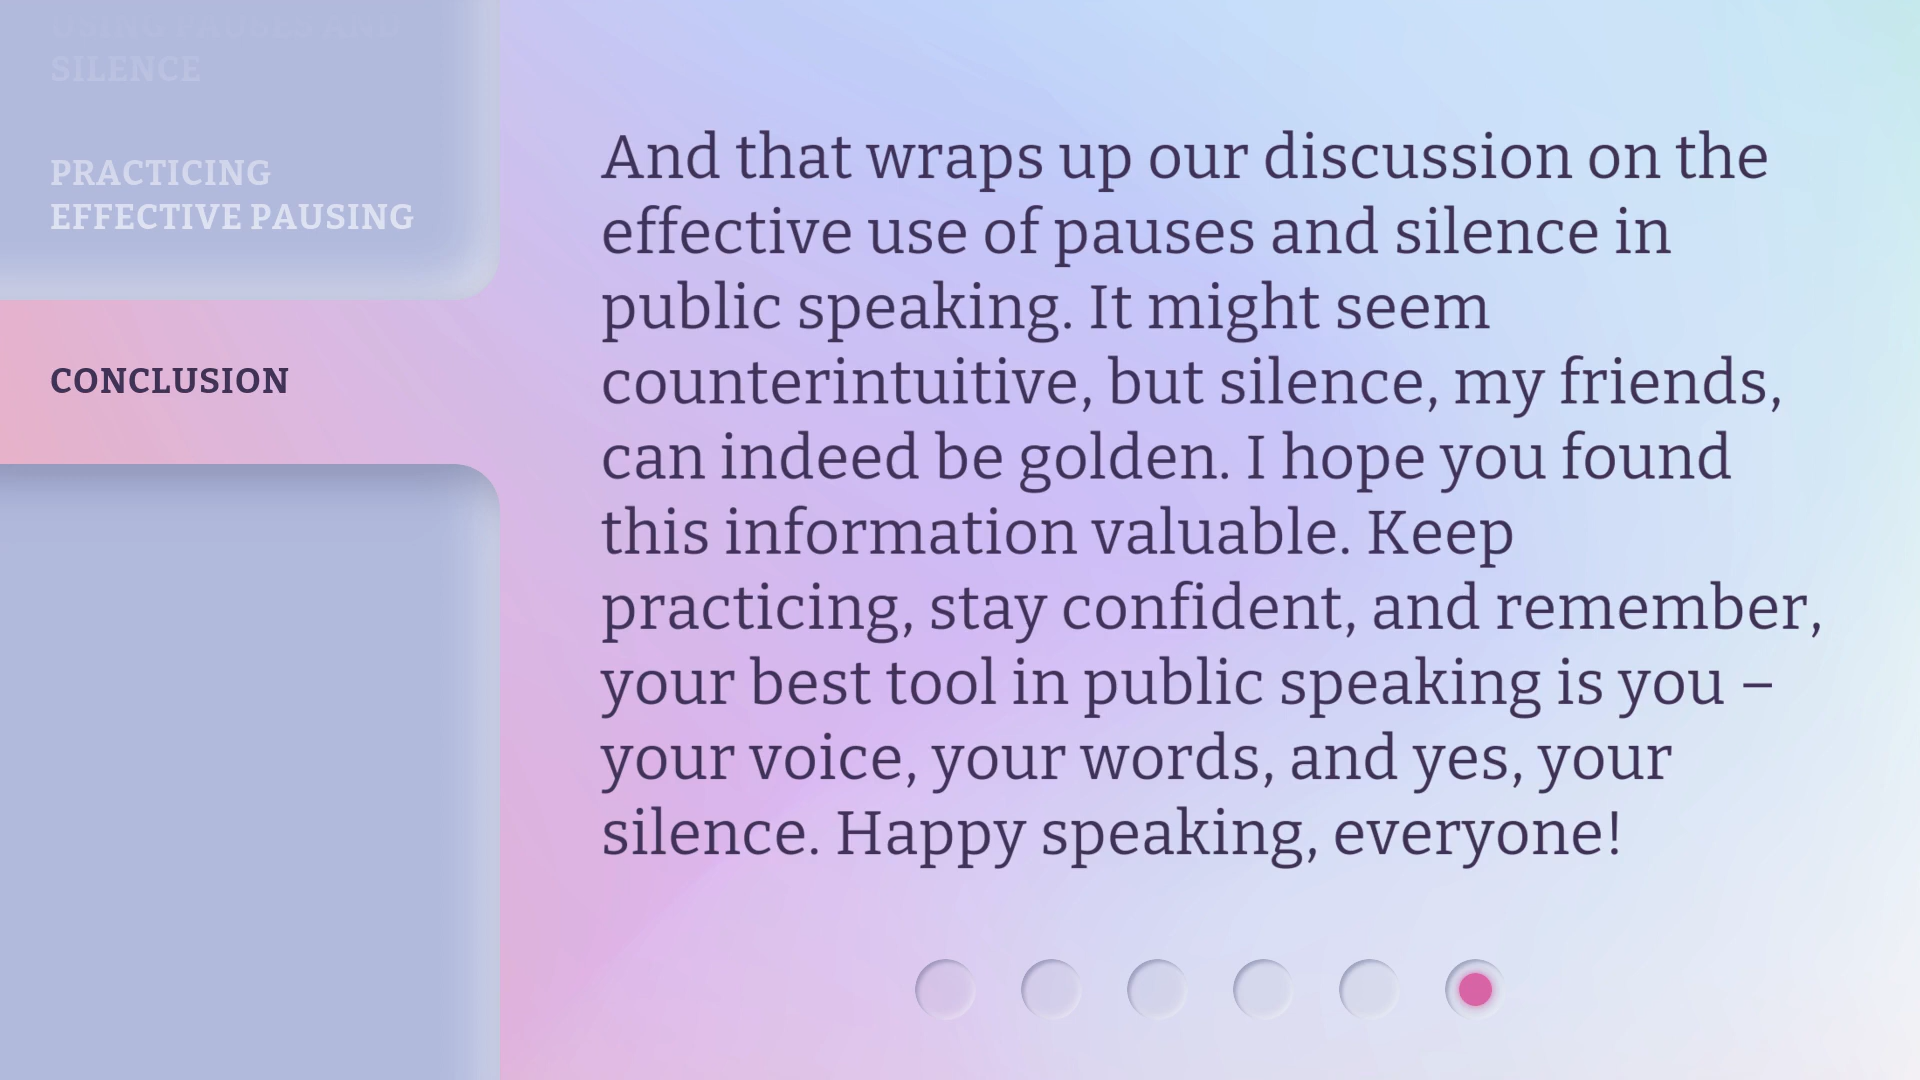 USING PAUSES AND
SILENCE
PRACTICING
EFFECTIVE PAUSING
CONCLUSION
And that wraps up our discussion on the
effective use of pauses and silence in
public speaking. It might seem
counterintuitive, but silence, my friends,
can indeed be golden. I hope you found
this information valuable. Keep
practicing, stay confident, and remember,
your best tool in public speaking is you –
your voice, your words, and yes, your
silence. Happy speaking, everyone!